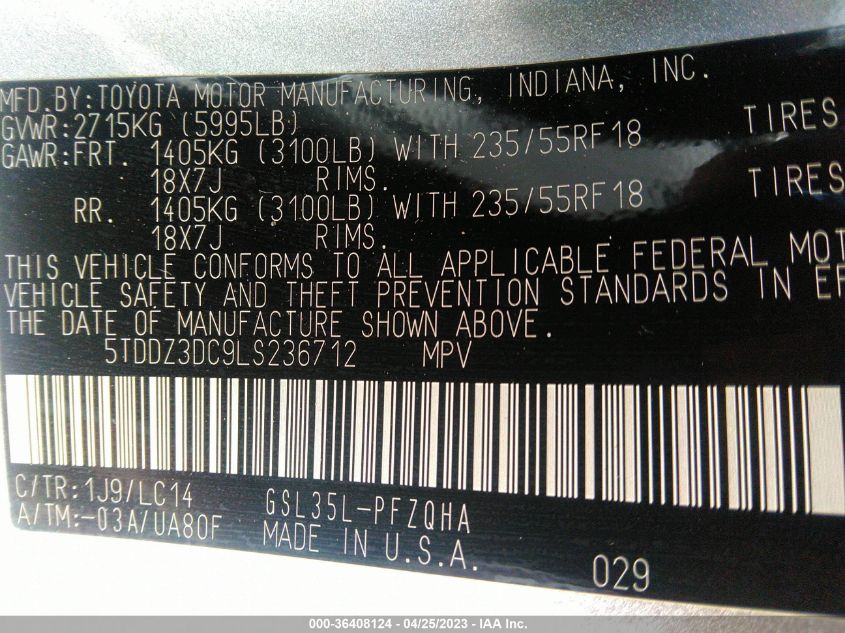 MFD.BY:TOYOTA MOTOR MANUFACTURING, INDIANA, INC.
GVWR:2715KG (5995LB)
GAWR:FRT. 1405KG (3100LB) WITH 235/55RF18 TIRES
18X7J RIMS.
RR. 1405KG (3100LB) WITH 235/55RF18 TIRES
18X7J RIMS.
THIS VEHICLE CONFORMS TO ALL APPLICABLE FEDERAL MOT
VEHICLE SAFETY AND THEFT PREVENTION STANDARDS IN EF
THE DATE OF MANUFACTURE SHOWN ABOVE.
5TDDZ3DC9LS236712 MPV
C/TR:1J9/LC14 GSL35L-PFZQHA
A/TM:-03A/UA80F MADE IN U.S.A.
029
000-36408124 - 04/25/2023 - IAA Inc.